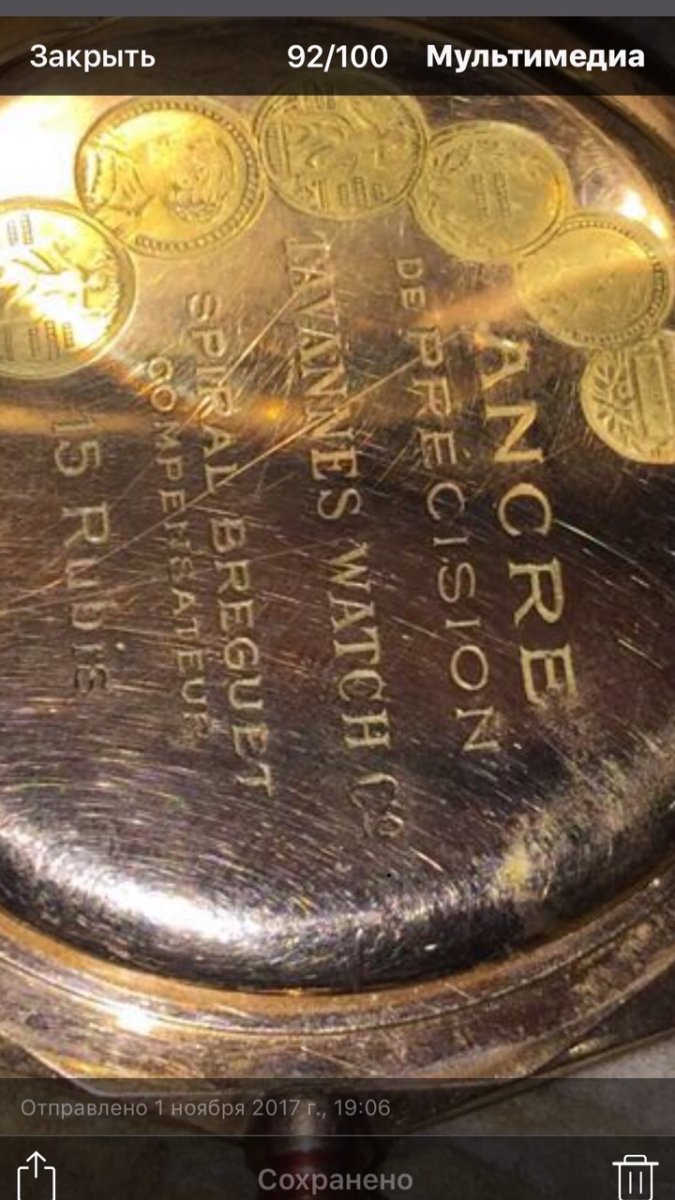 Закрыть
92/100
Мультимедиа
ANCRE
DE PRÉCISION
TAVANNES WATCH Co
SPIRAL BREGUET
COMPENSATEUR
15 RUBIS
Отправлено 1 ноября 2017 г., 19:06
Сохранено